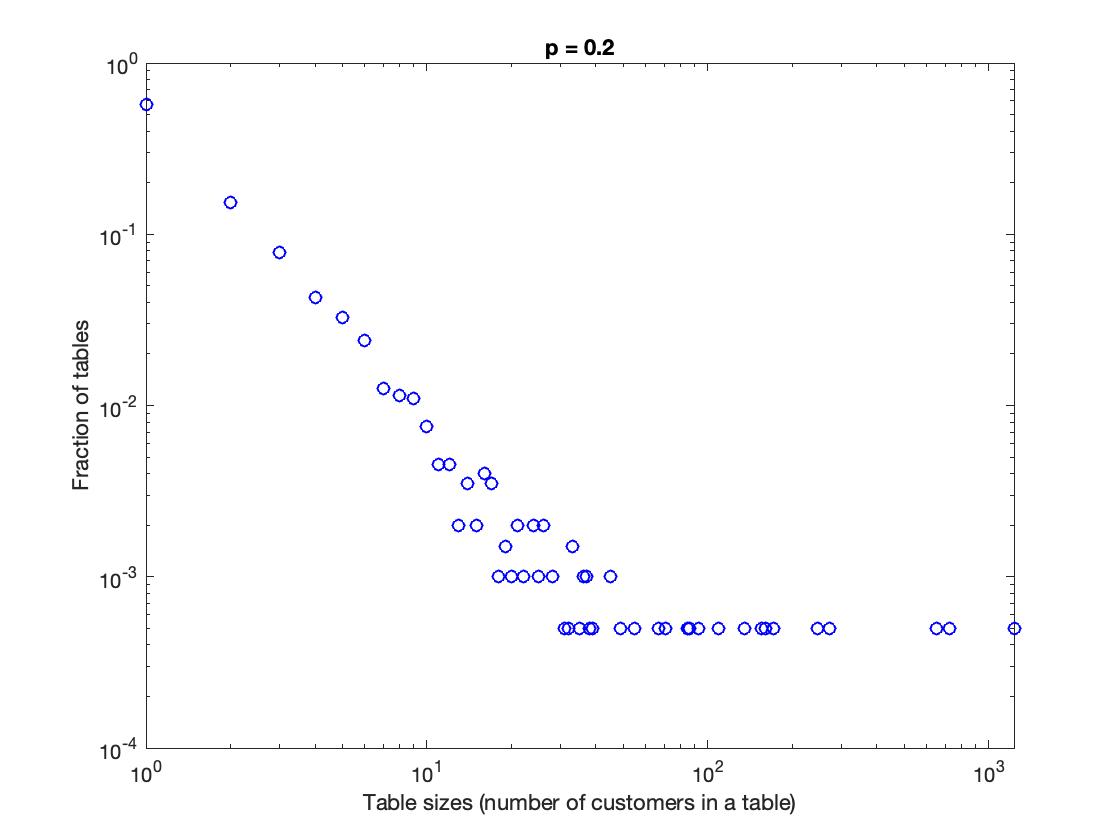 p = 0.2
10^0
10^-1
10^-2
10^-3
10^-4
Fraction of tables
10^0 10^1 10^2 10^3
Table sizes (number of customers in a table)